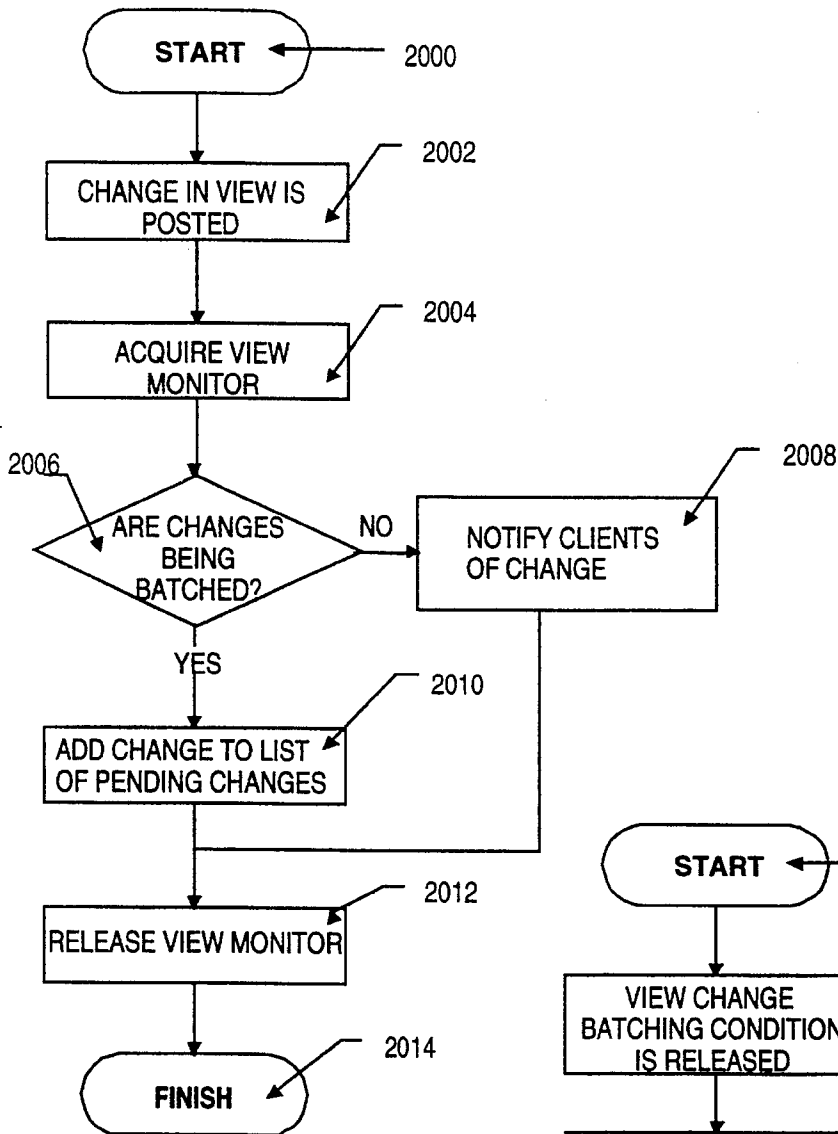 START
2000
2002
CHANGE IN VIEW IS
POSTED
2004
ACQUIRE VIEW
MONITOR
2006
2008
ARE CHANGES
BEING
BATCHED?
NO
NOTIFY CLIENTS
OF CHANGE
YES
2010
ADD CHANGE TO LIST
OF PENDING CHANGES
2012
RELEASE VIEW MONITOR
2014
FINISH
START
VIEW CHANGE
BATCHING CONDITION
IS RELEASED